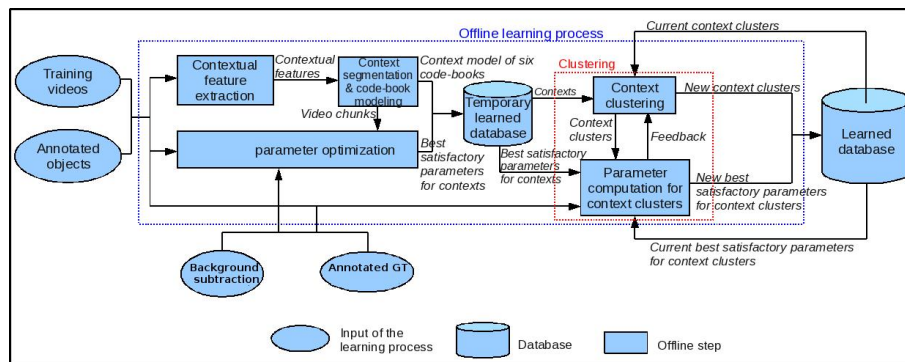 Offline learning process
Current context clusters
Training
videos
Annotated
objects
Contextual
feature
extraction
Contextual
features
Context
segmentation
& code-book
modeling
Context model of six
code-books
Video chunks
parameter optimization
Best
satisfactory
parameters
for contexts
Temporary
learned
database
Contexts
Best satisfactory
parameters
for contexts
Clustering
Context
clustering
New context clusters
Context
clusters
Feedback
Parameter
computation for
context clusters
New best
satisfactory parameters
for context clusters
Learned
database
Current best satisfactory parameters
for context clusters
Background
subtraction
Annotated GT
Input of the
learning process
Database
Offline step